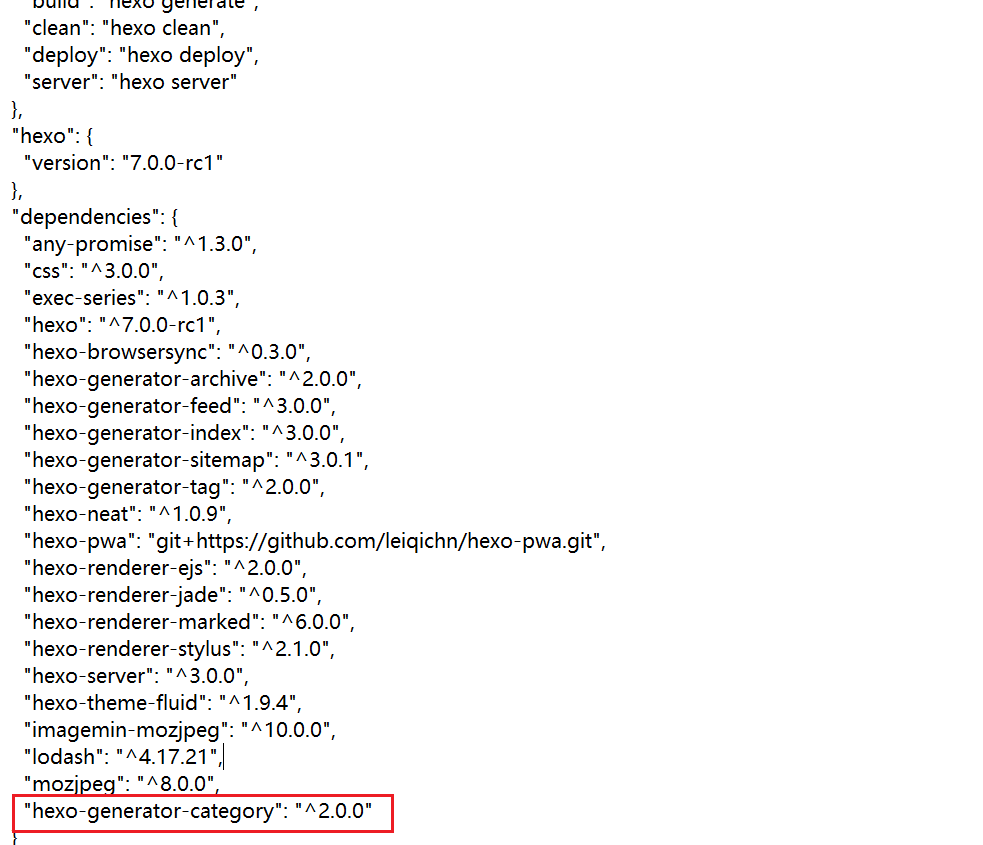 "build": "hexo generate",
"clean": "hexo clean",
"deploy": "hexo deploy",
"server": "hexo server"
},
"hexo": {
"version": "7.0.0-rc1"
},
"dependencies": {
"any-promise": "^1.3.0",
"css": "^3.0.0",
"exec-series": "^1.0.3",
"hexo": "^7.0.0-rc1",
"hexo-browsersync": "^0.3.0",
"hexo-generator-archive": "^2.0.0",
"hexo-generator-feed": "^3.0.0",
"hexo-generator-index": "^3.0.0",
"hexo-generator-sitemap": "^3.0.1",
"hexo-generator-tag": "^2.0.0",
"hexo-neat": "^1.0.9",
"hexo-pwa": "git+https://github.com/leiqichn/hexo-pwa.git",
"hexo-renderer-ejs": "^2.0.0",
"hexo-renderer-jade": "^0.5.0",
"hexo-renderer-marked": "^6.0.0",
"hexo-renderer-stylus": "^2.1.0",
"hexo-server": "^3.0.0",
"hexo-theme-fluid": "^1.9.4",
"imagemin-mozjpeg": "^10.0.0",
"lodash": "^4.17.21",
"mozjpeg": "^8.0.0",
"hexo-generator-category": "^2.0.0"
}